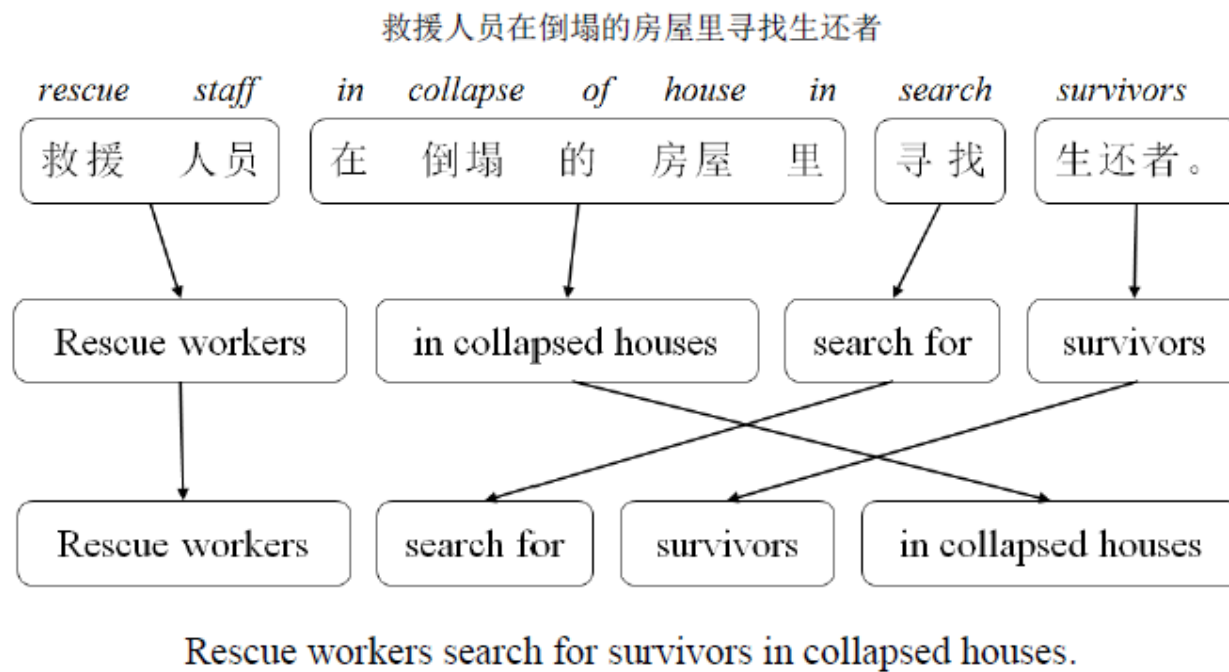 救援人员在倒塌的房屋里寻找生还者
rescue staff in collapse of house in search survivors
救援 人员 在 倒塌 的 房屋 里 寻找 生还者。
Rescue workers in collapsed houses search for survivors
Rescue workers search for survivors in collapsed houses
Rescue workers search for survivors in collapsed houses.